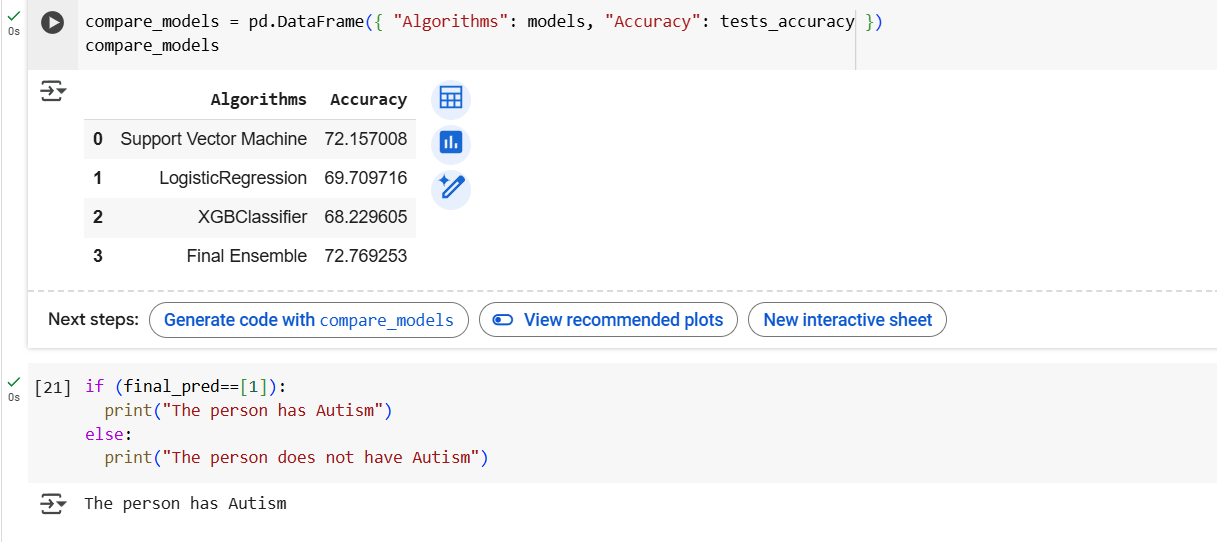 0s
compare_models = pd.DataFrame({ "Algorithms": models, "Accuracy": tests_accuracy })
compare_models
Algorithms Accuracy
0 Support Vector Machine 72.157008
1 LogisticRegression 69.709716
2 XGBClassifier 68.229605
3 Final Ensemble 72.769253
Next steps: Generate code with compare_models View recommended plots New interactive sheet
0s
[21] if (final_pred==[1]):
print("The person has Autism")
else:
print("The person does not have Autism")
The person has Autism